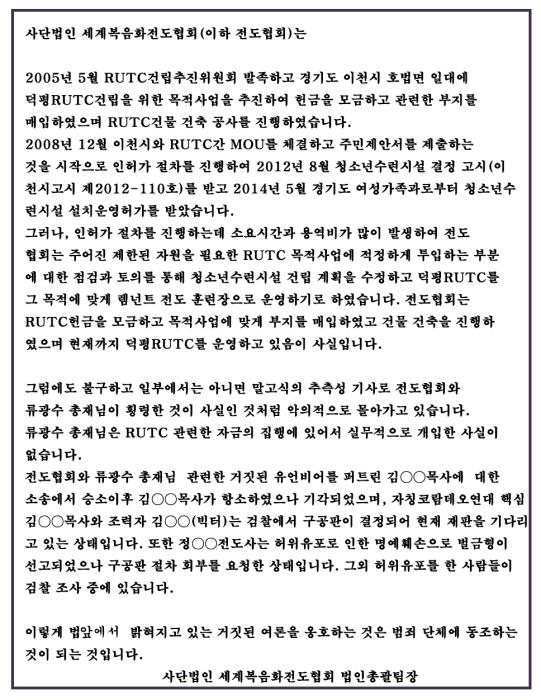 사단법인 세계복음화전도협회(이하 전도협회)는
2005년 5월 RUTC건립추진위원회 발족하고 경기도 이천시 호법면 일대에
덕평RUTC건립을 위한 목적사업을 추진하여 헌금을 모금하고 관련한 부지를
매입하였으며 RUTC건물 건축 공사를 진행하였습니다.
2008년 12월 이천시와 RUTC간 MOU를 체결하고 주민제안서를 제출하는
것을 시작으로 인허가 절차를 진행하여 2012년 8월 청소년수련시설 결정 고시(이
천시고시 제2012-110호)를 받고 2014년 5월 경기도 여성가족과로부터 청소년수
련시설 설치운영허가를 받았습니다.
그러나, 인허가 절차를 진행하는데 소요시간과 용역비가 많이 발생하여 전도
협회는 주어진 제한된 자원을 필요한 RUTC 목적사업에 적정하게 투입하는 부분
에 대한 점검과 토의를 통해 청소년수련시설 건립 계획을 수정하고 덕평RUTC를
그 목적에 맞게 렘넌트 전도 훈련장으로 운영하기로 하였습니다. 전도협회는
RUTC헌금을 모금하고 목적사업에 맞게 부지를 매입하였고 건물 건축을 진행하
였으며 현재까지 덕평RUTC를 운영하고 있음이 사실입니다.
그럼에도 불구하고 일부에서는 아니면 말고식의 추측성 기사로 전도협회와
류광수 총재님이 횡령한 것이 사실인 것처럼 악의적으로 몰아가고 있습니다.
류광수 총재님은 RUTC 관련한 자금의 집행에 있어서 실무적으로 개입한 사실이
없습니다.
전도협회와 류광수 총재님 관련한 거짓된 유언비어를 퍼트린 김○○목사에 대한
소송에서 승소이후 김○○목사가 항소하였으나 기각되었으며, 자칭코람데오연대 핵심
김○○목사와 조력자 김○○(빅터)는 검찰에서 구공판이 결정되어 현재 재판을 기다리
고 있는 상태입니다. 또한 정○○전도사는 허위유포로 인한 명예훼손으로 벌금형이
선고되었으나 구공판 절차 회부를 요청한 상태입니다. 그외 허위유포를 한 사람들이
검찰 조사 중에 있습니다.
이렇게 법앞에서 밝혀지고 있는 거짓된 여론을 옹호하는 것은 범죄 단체에 동조하는
것이 되는 것입니다.
사단법인 세계복음화전도협회 법인총괄팀장